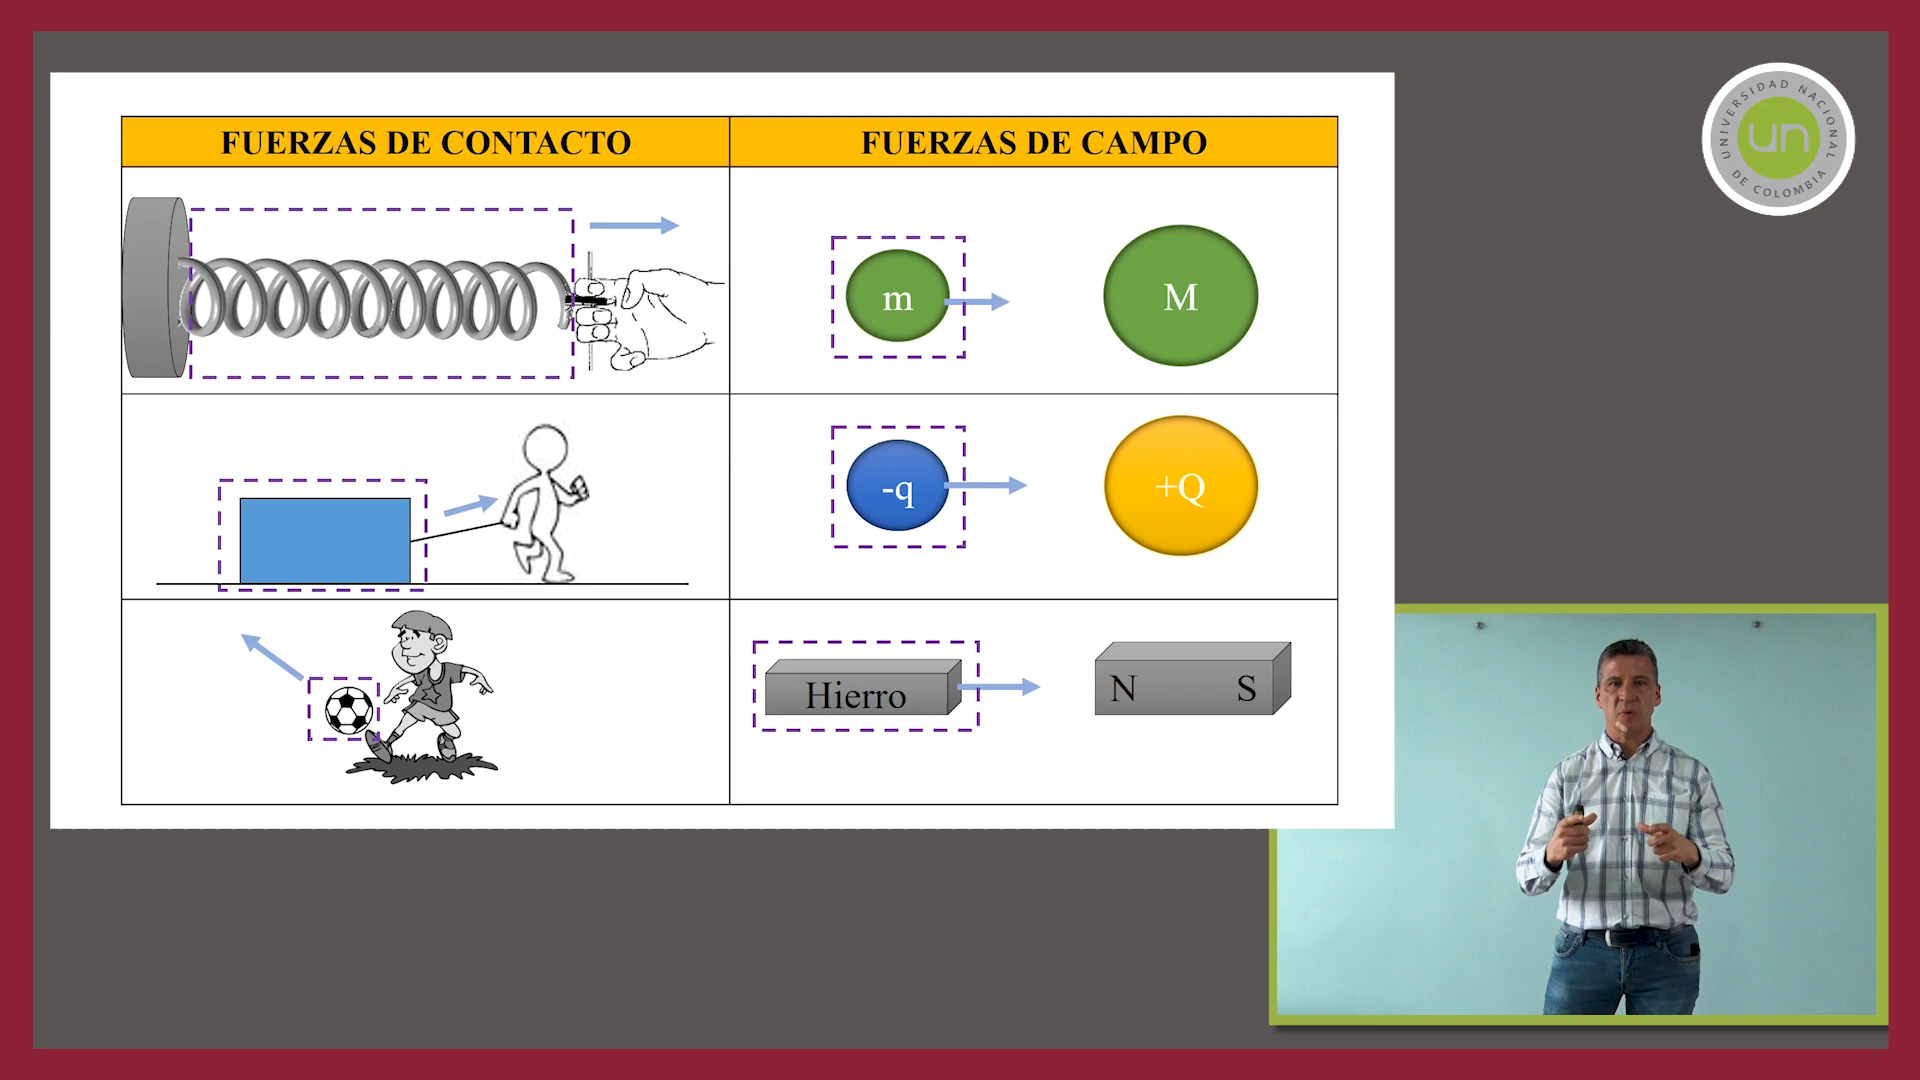 FUERZAS DE CONTACTO
FUERZAS DE CAMPO
m
M
-q
+Q
Hierro
N
S
UNIVERSIDAD NACIONAL
DE COLOMBIA
un